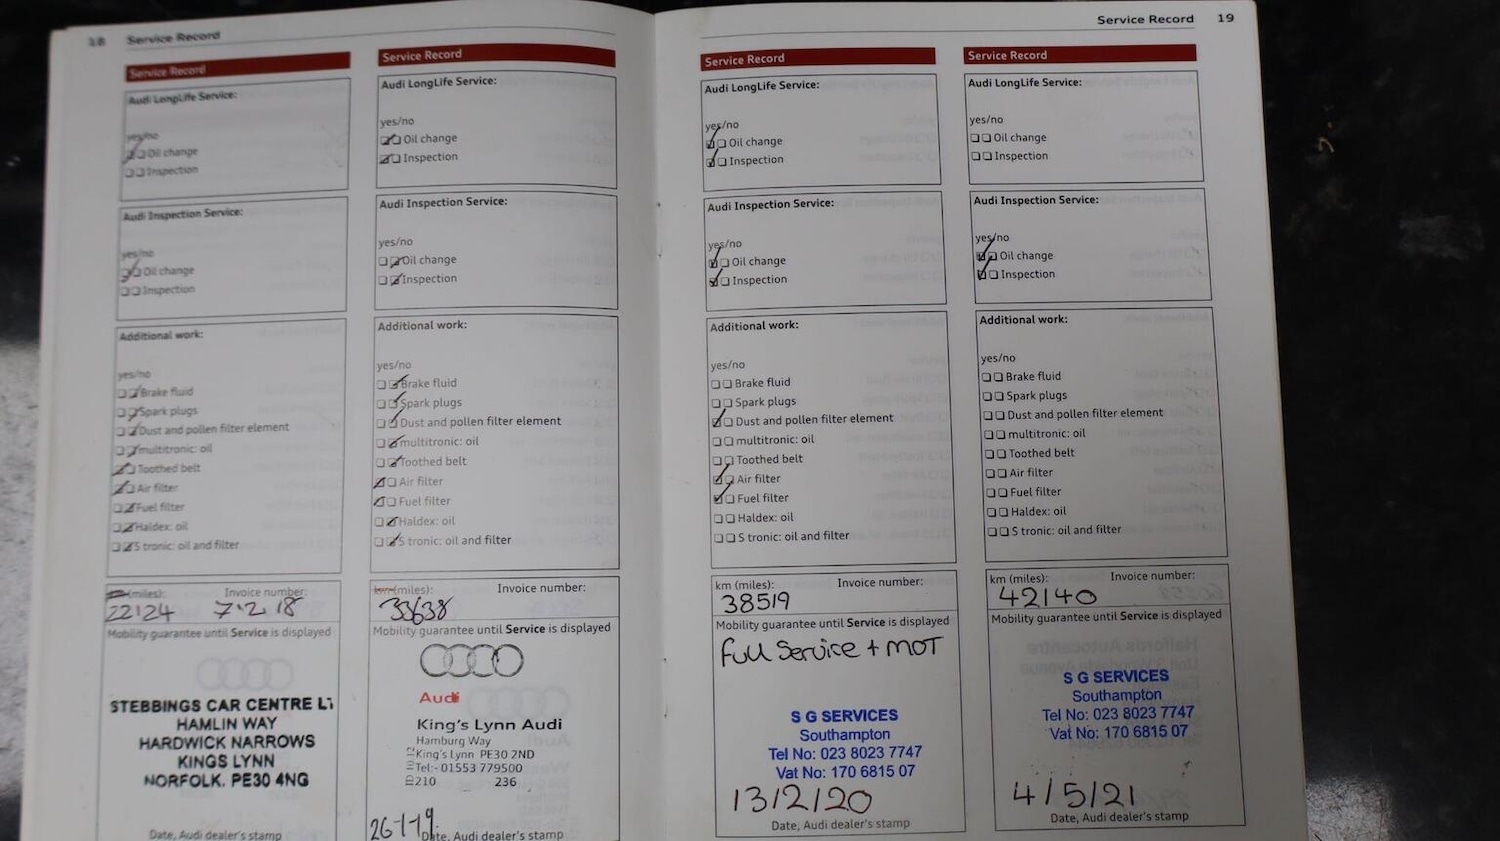 18 Service Record
Service Record
Audi LongLife Service:
yes/no
Oil change
Inspection
Audi Inspection Service:
yes/no
Oil change
Inspection
Additional work:
yes/no
Brake fluid
Spark plugs
Dust and pollen filter element
multitronic: oil
Toothed belt
Air filter
Fuel filter
Haldex: oil
S tronic: oil and filter
(miles): Invoice number:
22124 7.2.18
Mobility guarantee until Service is displayed
STEBBINGS CAR CENTRE LT
HAMLIN WAY
HARDWICK NARROWS
KINGS LYNN
NORFOLK. PE30 4NG
Date, Audi dealer's stamp
Service Record
Audi LongLife Service:
yes/no
Oil change
Inspection
Audi Inspection Service:
yes/no
Oil change
Inspection
Additional work:
yes/no
Brake fluid
Spark plugs
Dust and pollen filter element
multitronic: oil
Toothed belt
Air filter
Fuel filter
Haldex: oil
S tronic: oil and filter
km (miles): Invoice number:
33638
Mobility guarantee until Service is displayed
Audi
King's Lynn Audi
Hamburg Way
King's Lynn PE30 2ND
Tel:- 01553 779500
210 236
26-1-19
Date, Audi dealer's stamp
Service Record 19
Service Record
Audi LongLife Service:
yes/no
Oil change
Inspection
Audi Inspection Service:
yes/no
Oil change
Inspection
Additional work:
yes/no
Brake fluid
Spark plugs
Dust and pollen filter element
multitronic: oil
Toothed belt
Air filter
Fuel filter
Haldex: oil
S tronic: oil and filter
km (miles): Invoice number:
38519
Mobility guarantee until Service is displayed
Full Service + MOT
S G SERVICES
Southampton
Tel No: 023 8023 7747
Vat No: 170 6815 07
13/2/20
Date, Audi dealer's stamp
Service Record
Audi LongLife Service:
yes/no
Oil change
Inspection
Audi Inspection Service:
yes/no
Oil change
Inspection
Additional work:
yes/no
Brake fluid
Spark plugs
Dust and pollen filter element
multitronic: oil
Toothed belt
Air filter
Fuel filter
Haldex: oil
S tronic: oil and filter
km (miles): Invoice number:
42140
Mobility guarantee until Service is displayed
S G SERVICES
Southampton
Tel No: 023 8023 7747
Vat No: 170 6815 07
4/5/21
Date, Audi dealer's stamp